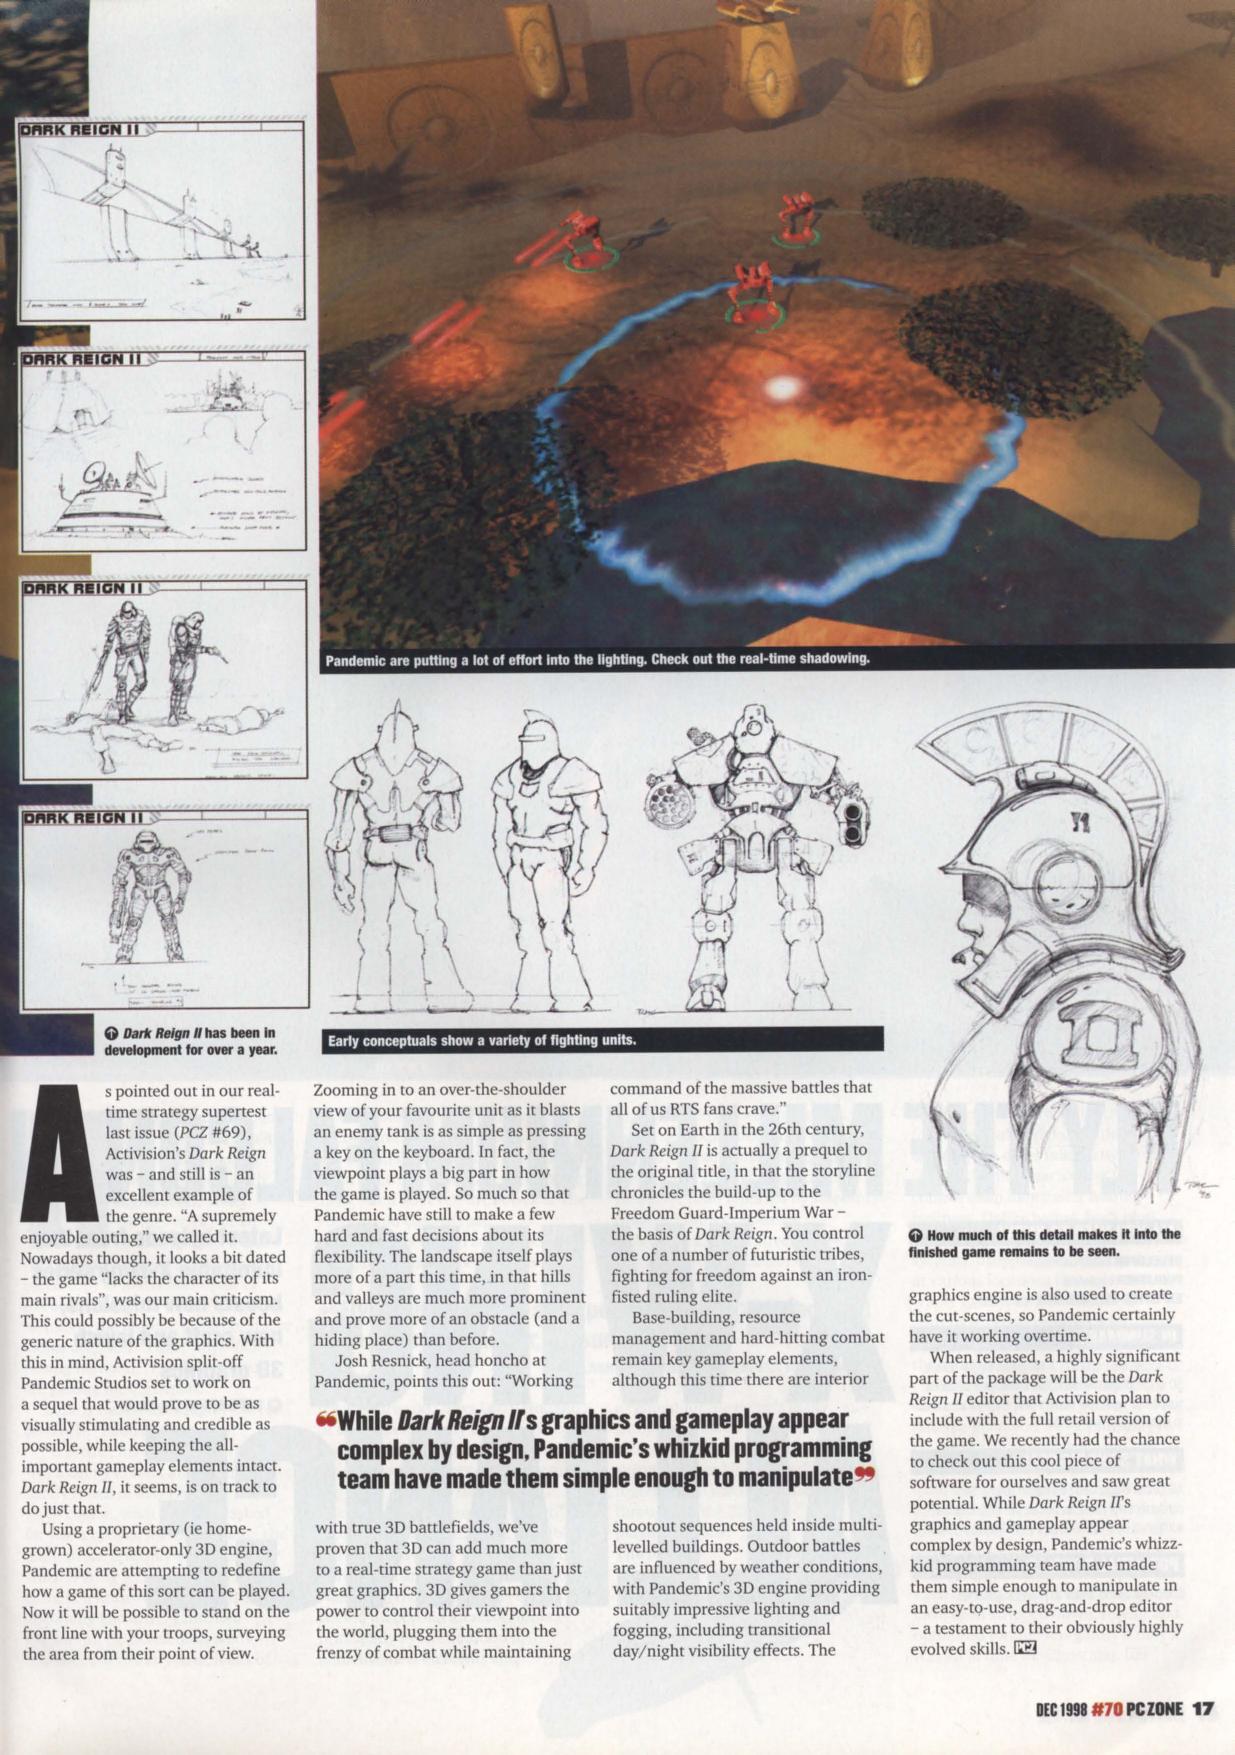 DARK REIGN II
DARK REIGN II
DARK REIGN II
DARK REIGN II
Dark Reign II has been in
development for over a year.
Pandemic are putting a lot of effort into the lighting. Check out the real-time shadowing.
Early conceptuals show a variety of fighting units.
How much of this detail makes it into the
finished game remains to be seen.
As pointed out in our real-
time strategy supertest
last issue (PCZ #69),
Activision's Dark Reign
was – and still is – an
excellent example of
the genre. “A supremely
enjoyable outing,” we called it.
Nowadays though, it looks a bit dated
– the game “lacks the character of its
main rivals”, was our main criticism.
This could possibly be because of the
generic nature of the graphics. With
this in mind, Activision split-off
Pandemic Studios set to work on
a sequel that would prove to be as
visually stimulating and credible as
possible, while keeping the all-
important gameplay elements intact.
Dark Reign II, it seems, is on track to
do just that.
Using a proprietary (ie home-
grown) accelerator-only 3D engine,
Pandemic are attempting to redefine
how a game of this sort can be played.
Now it will be possible to stand on the
front line with your troops, surveying
the area from their point of view.
Zooming in to an over-the-shoulder
view of your favourite unit as it blasts
an enemy tank is as simple as pressing
a key on the keyboard. In fact, the
viewpoint plays a big part in how
the game is played. So much so that
Pandemic have still to make a few
hard and fast decisions about its
flexibility. The landscape itself plays
more of a part this time, in that hills
and valleys are much more prominent
and prove more of an obstacle (and a
hiding place) than before.
Josh Resnick, head honcho at
Pandemic, points this out: “Working
with true 3D battlefields, we've
proven that 3D can add much more
to a real-time strategy game than just
great graphics. 3D gives gamers the
power to control their viewpoint into
the world, plugging them into the
frenzy of combat while maintaining
command of the massive battles that
all of us RTS fans crave.”
Set on Earth in the 26th century,
Dark Reign II is actually a prequel to
the original title, in that the storyline
chronicles the build-up to the
Freedom Guard-Imperium War –
the basis of Dark Reign. You control
one of a number of futuristic tribes,
fighting for freedom against an iron-
fisted ruling elite.
Base-building, resource
management and hard-hitting combat
remain key gameplay elements,
although this time there are interior
shootout sequences held inside multi-
levelled buildings. Outdoor battles
are influenced by weather conditions,
with Pandemic's 3D engine providing
suitably impressive lighting and
fogging, including transitional
day/night visibility effects. The
“While Dark Reign II's graphics and gameplay appear
complex by design, Pandemic's whizkid programming
team have made them simple enough to manipulate”
graphics engine is also used to create
the cut-scenes, so Pandemic certainly
have it working overtime.
When released, a highly significant
part of the package will be the Dark
Reign II editor that Activision plan to
include with the full retail version of
the game. We recently had the chance
to check out this cool piece of
software for ourselves and saw great
potential. While Dark Reign II's
graphics and gameplay appear
complex by design, Pandemic's whizz-
kid programming team have made
them simple enough to manipulate in
an easy-to-use, drag-and-drop editor
– a testament to their obviously highly
evolved skills. PCZ
DEC 1998 #70 PC ZONE 17